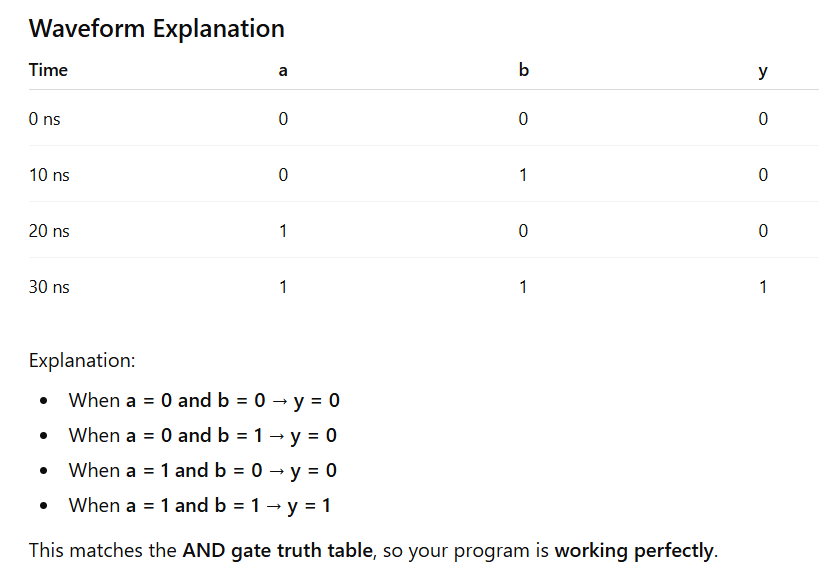 Waveform Explanation
Time a b y
0 ns 0 0 0
10 ns 0 1 0
20 ns 1 0 0
30 ns 1 1 1
Explanation:
• When a = 0 and b = 0 → y = 0
• When a = 0 and b = 1 → y = 0
• When a = 1 and b = 0 → y = 0
• When a = 1 and b = 1 → y = 1
This matches the AND gate truth table, so your program is working perfectly.